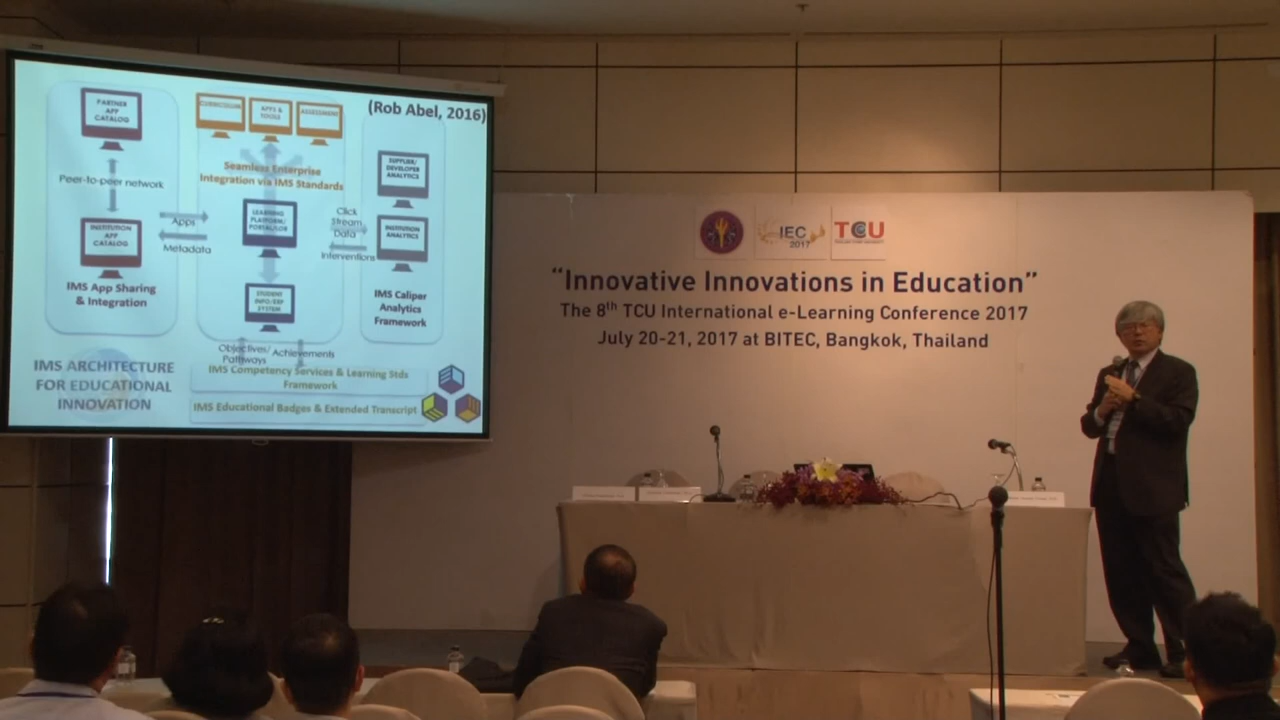 (Rob Abel, 2016)
PARTNER
APP
CATALOG
Peer-to-peer network
INSTITUTION
APP
CATALOG
IMS App Sharing
& Integration
Apps
Metadata
CURRICULUM
APPS &
TOOLS
ASSESSMENT
Seamless Enterprise
Integration via IMS Standards
LEARNING
PLATFORM/
PORTAL/LOR
STUDENT
INFO/ERP
SYSTEM
Click
Stream
Data
Interventions
SUPPLIER/
DEVELOPER
ANALYTICS
INSTITUTION
ANALYTICS
IMS Caliper
Analytics
Framework
Objectives/
Pathways
Achievements
IMS ARCHITECTURE
FOR EDUCATIONAL
INNOVATION
IMS Competency Services & Learning Stds
Framework
IMS Educational Badges & Extended Transcript
IEC
2017
TCU
“Innovative Innovations in Education”
The 8th TCU International e-Learning Conference 2017
July 20-21, 2017 at BITEC, Bangkok, Thailand